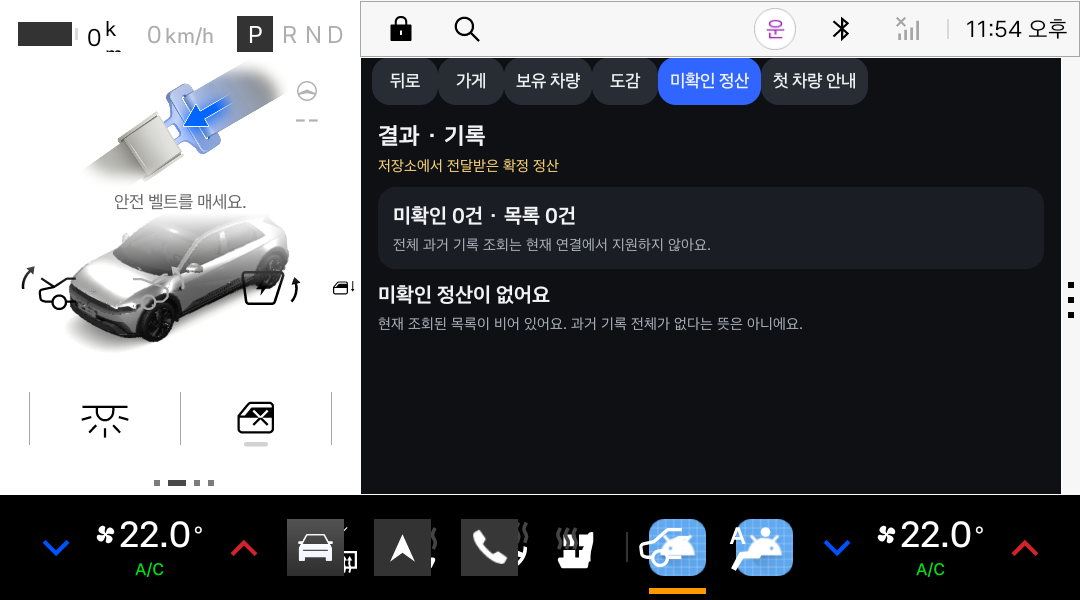 0 km
0 km/h
P R N D
운
11:54 오후
안전 벨트를 매세요.
뒤로 가게 보유 차량 도감 미확인 정산 첫 차량 안내
결과 · 기록
저장소에서 전달받은 확정 정산
미확인 0건 · 목록 0건
전체 과거 기록 조회는 현재 연결에서 지원하지 않아요.
미확인 정산이 없어요
현재 조회된 목록이 비어 있어요. 과거 기록 전체가 없다는 뜻은 아니에요.
22.0°
A/C
A
22.0°
A/C